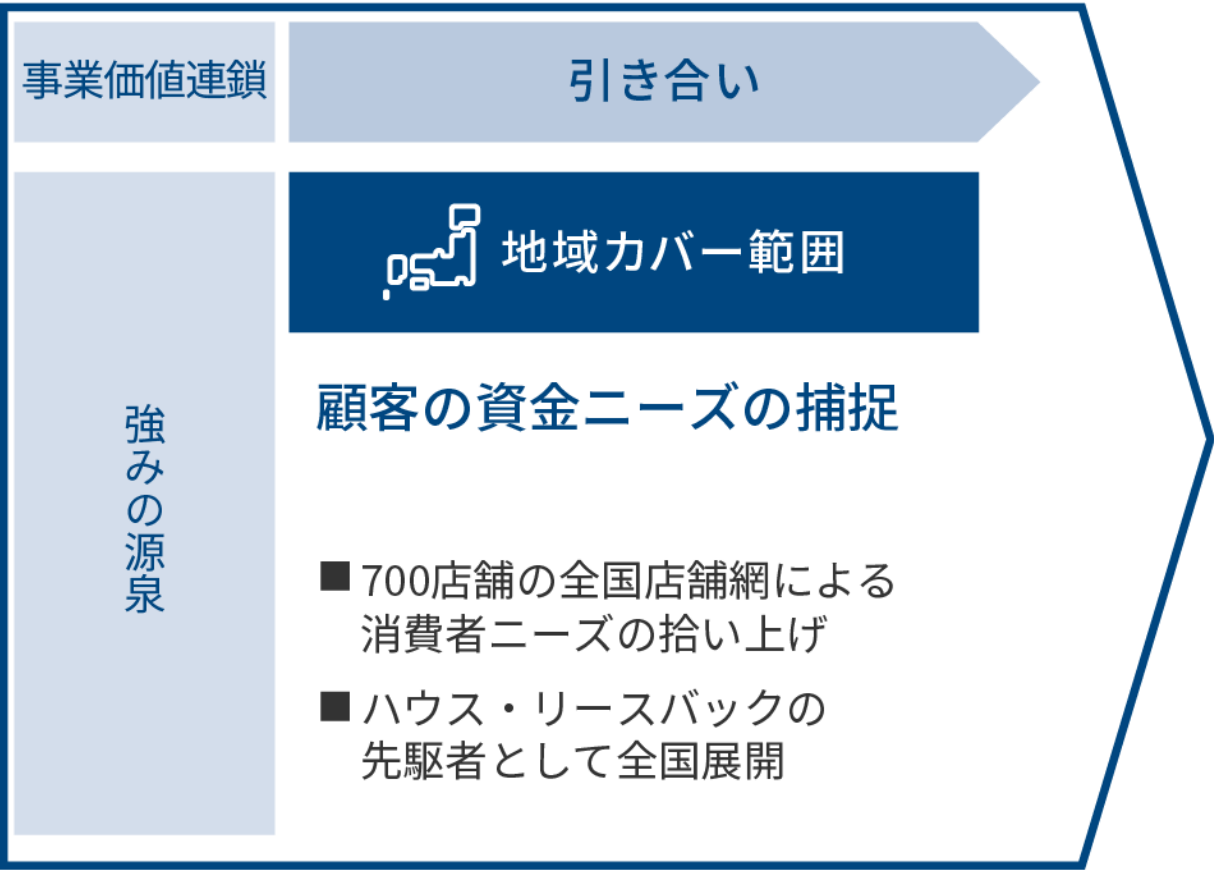 事業価値連鎖
引き合い
地域カバー範囲
強みの源泉
顧客の資金ニーズの捕捉
■ 700店舗の全国店舗網による
消費者ニーズの拾い上げ
■ ハウス・リースバックの
先駆者として全国展開